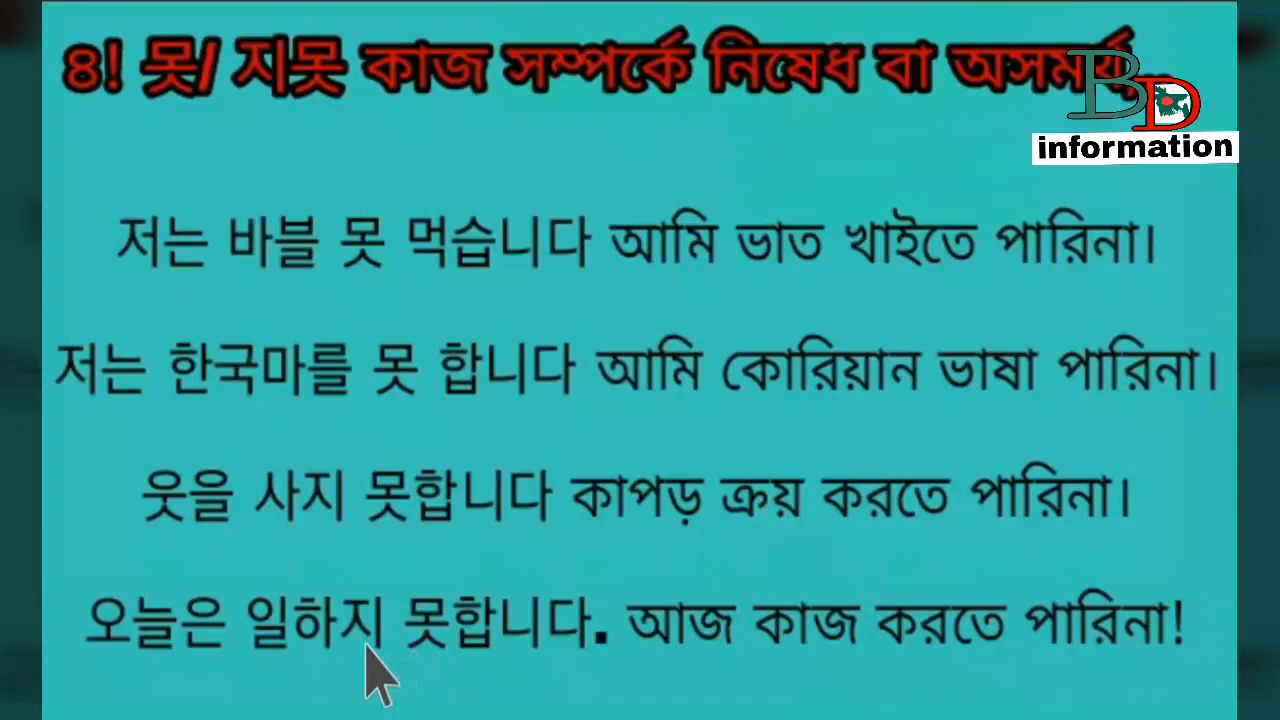 ৪! 못/ 지못 কাজ সম্পর্কে নিষেধ বা অসমর্থ...
BD
information
저는 바블 못 먹습니다 আমি ভাত খাইতে পারিনা।
저는 한국마를 못 합니다 আমি কোরিয়ান ভাষা পারিনা।
웃을 사지 못합니다 কাপড় ক্রয় করতে পারিনা।
오늘은 일하지 못합니다. আজ কাজ করতে পারিনা!